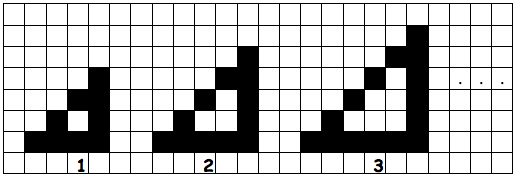 . . .
1 2 3